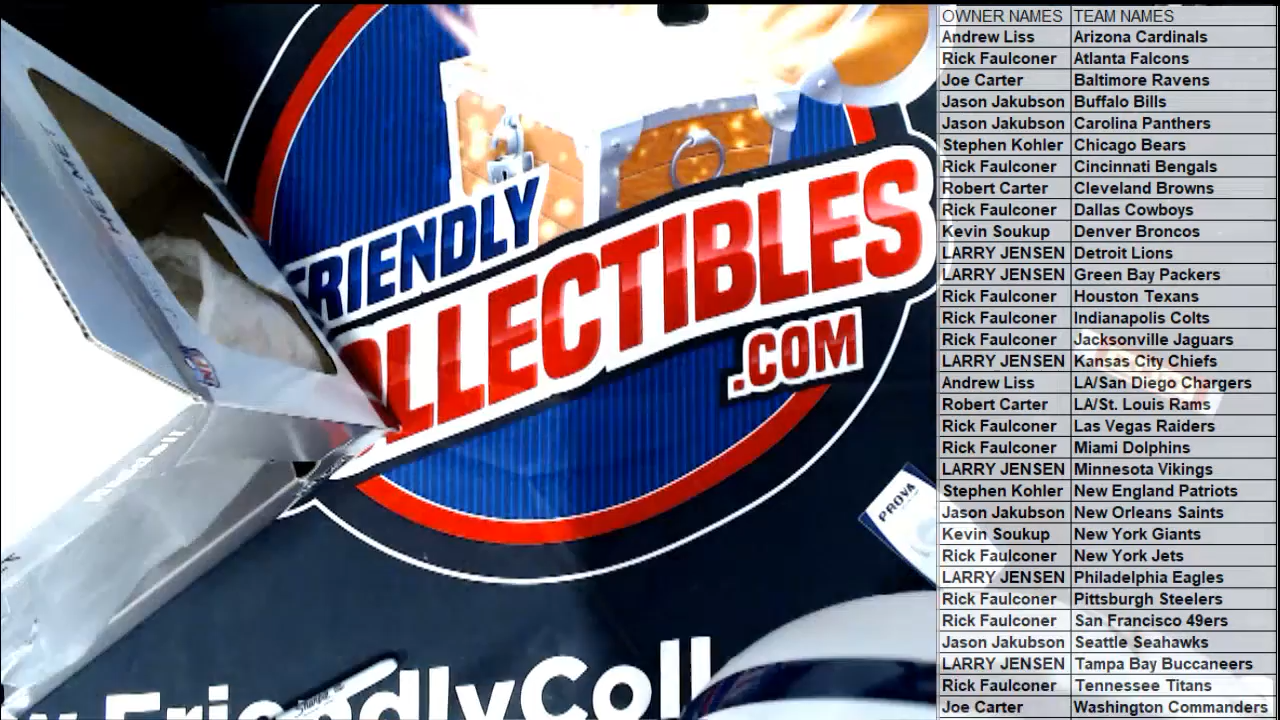 FRIENDLY
COLLECTIBLES
.COM
PROVA
FriendlyColl
HELME
Riddell
OWNER NAMES TEAM NAMES
Andrew Liss Arizona Cardinals
Rick Faulconer Atlanta Falcons
Joe Carter Baltimore Ravens
Jason Jakubson Buffalo Bills
Jason Jakubson Carolina Panthers
Stephen Kohler Chicago Bears
Rick Faulconer Cincinnati Bengals
Robert Carter Cleveland Browns
Rick Faulconer Dallas Cowboys
Kevin Soukup Denver Broncos
LARRY JENSEN Detroit Lions
LARRY JENSEN Green Bay Packers
Rick Faulconer Houston Texans
Rick Faulconer Indianapolis Colts
Rick Faulconer Jacksonville Jaguars
LARRY JENSEN Kansas City Chiefs
Andrew Liss LA/San Diego Chargers
Robert Carter LA/St. Louis Rams
Rick Faulconer Las Vegas Raiders
Rick Faulconer Miami Dolphins
LARRY JENSEN Minnesota Vikings
Stephen Kohler New England Patriots
Jason Jakubson New Orleans Saints
Kevin Soukup New York Giants
Rick Faulconer New York Jets
LARRY JENSEN Philadelphia Eagles
Rick Faulconer Pittsburgh Steelers
Rick Faulconer San Francisco 49ers
Jason Jakubson Seattle Seahawks
LARRY JENSEN Tampa Bay Buccaneers
Rick Faulconer Tennessee Titans
Joe Carter Washington Commanders